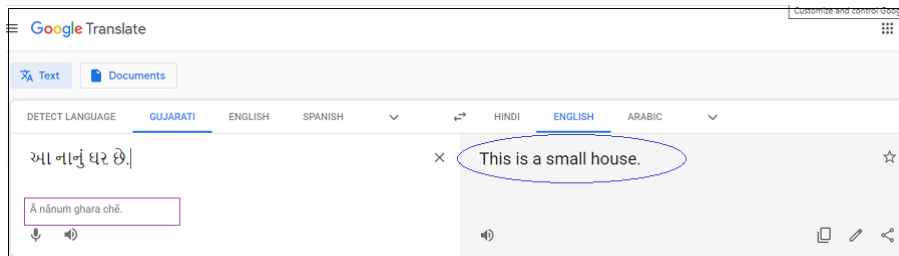 Customize and control Goog
Google Translate
Text
Documents
DETECT LANGUAGE GUJARATI ENGLISH SPANISH HINDI ENGLISH ARABIC
આ નાનું ઘર છે. This is a small house.
Ā nānuṁ ghara chē.